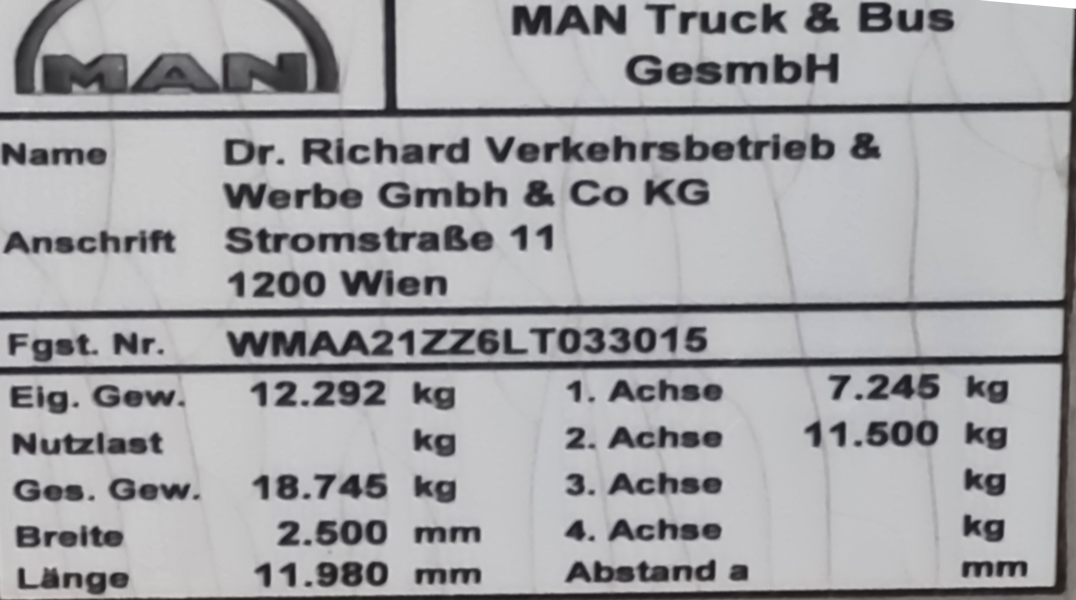 MAN
MAN Truck & Bus
GesmbH
Name Dr. Richard Verkehrsbetrieb &
Werbe Gmbh & Co KG
Anschrift Stromstraße 11
1200 Wien
Fgst. Nr. WMAA21ZZ6LT033015
Eig. Gew. 12.292 kg 1. Achse 7.245 kg
Nutzlast kg 2. Achse 11.500 kg
Ges. Gew. 18.745 kg 3. Achse kg
Breite 2.500 mm 4. Achse kg
Länge 11.980 mm Abstand a mm